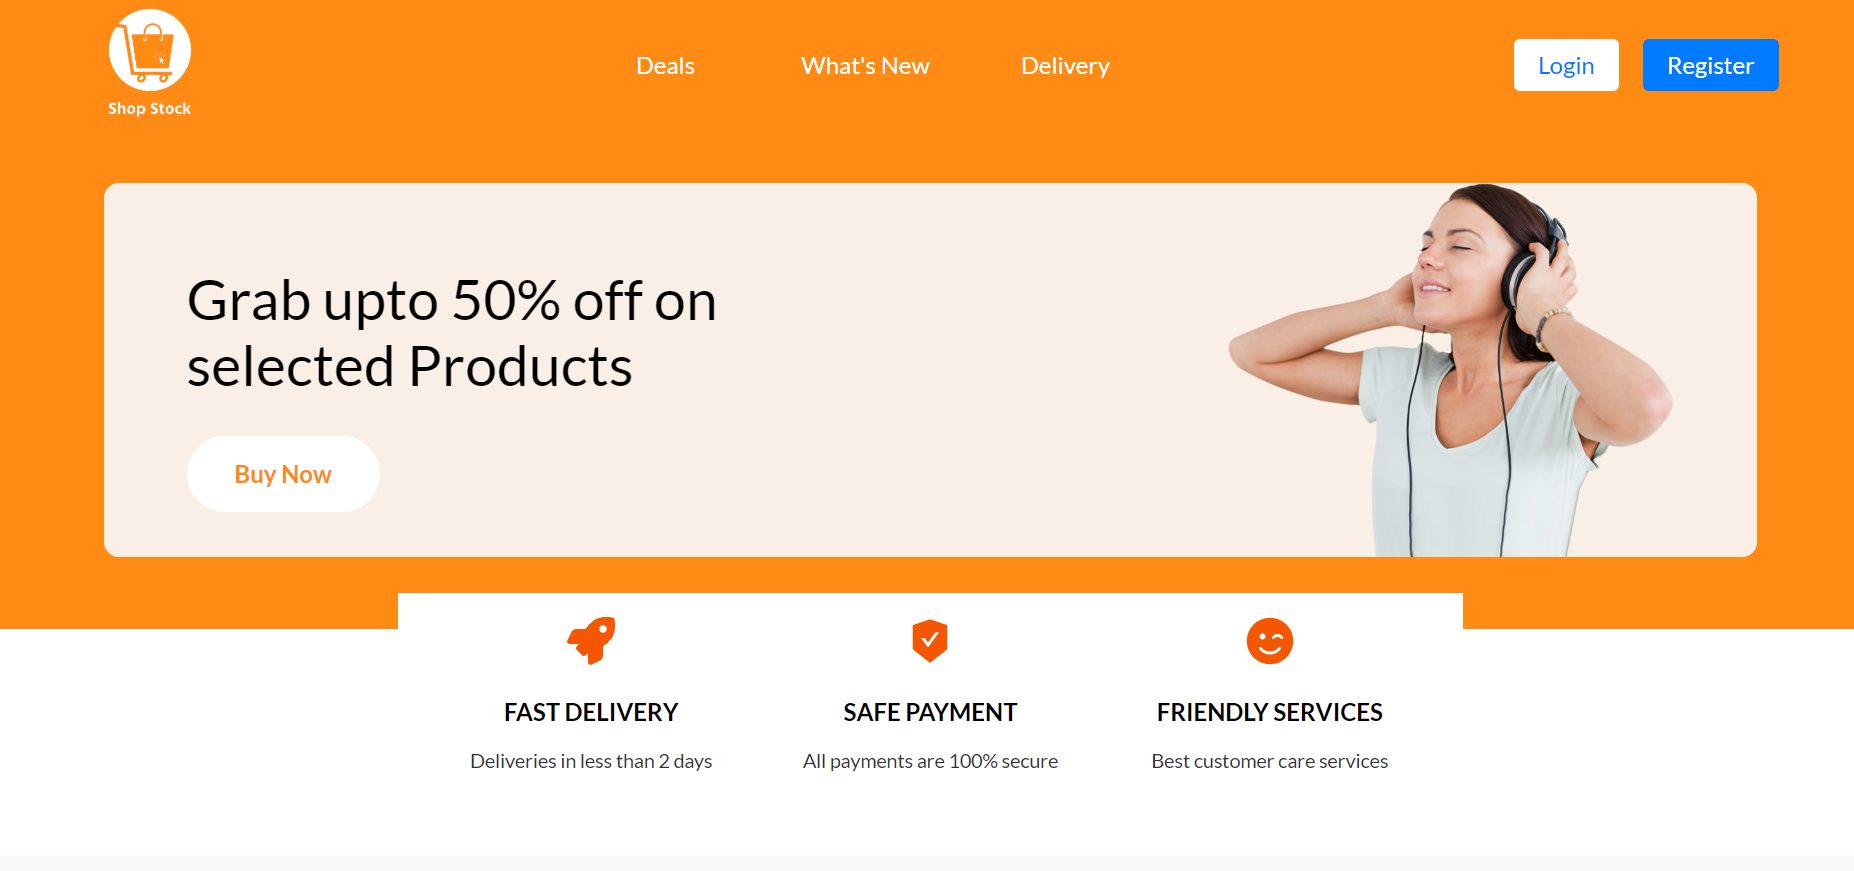 Shop Stock
Deals
What's New
Delivery
Login
Register
Grab upto 50% off on
selected Products
Buy Now
FAST DELIVERY
Deliveries in less than 2 days
SAFE PAYMENT
All payments are 100% secure
FRIENDLY SERVICES
Best customer care services